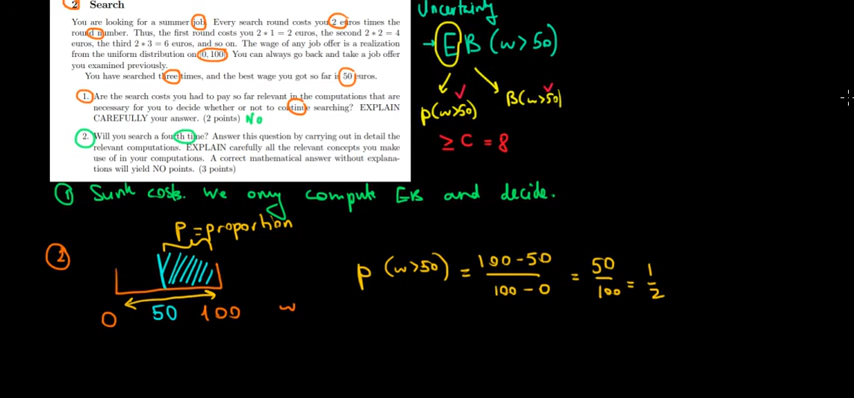 2 Search
You are looking for a summer job. Every search round costs you 2 euros times the
round number. Thus, the first round costs you 2 * 1 = 2 euros, the second 2 * 2 = 4
euros, the third 2 * 3 = 6 euros, and so on. The wage of any job offer is a realization
from the uniform distribution on [0, 100]. You can always go back and take a job offer
you examined previously.
You have searched three times, and the best wage you got so far is 50 euros.
1. Are the search costs you had to pay so far relevant in the computations that are
necessary for you to decide whether or not to continue searching? EXPLAIN
CAREFULLY your answer. (2 points) NO
2. Will you search a fourth time? Answer this question by carrying out in detail the
relevant computations. EXPLAIN carefully all the relevant concepts you make
use of in your computations. A correct mathematical answer without explana-
tions will yield NO points. (3 points)
Uncertainty
→ E B (w>50)
P(w>50) B(w>50)
≥ C = 8
① Sunk costs. We only compute EB and decide.
P = proportion
②
0 50 100 w
P (w>50) = 100-50 / 100-0 = 50 / 100 = 1 / 2